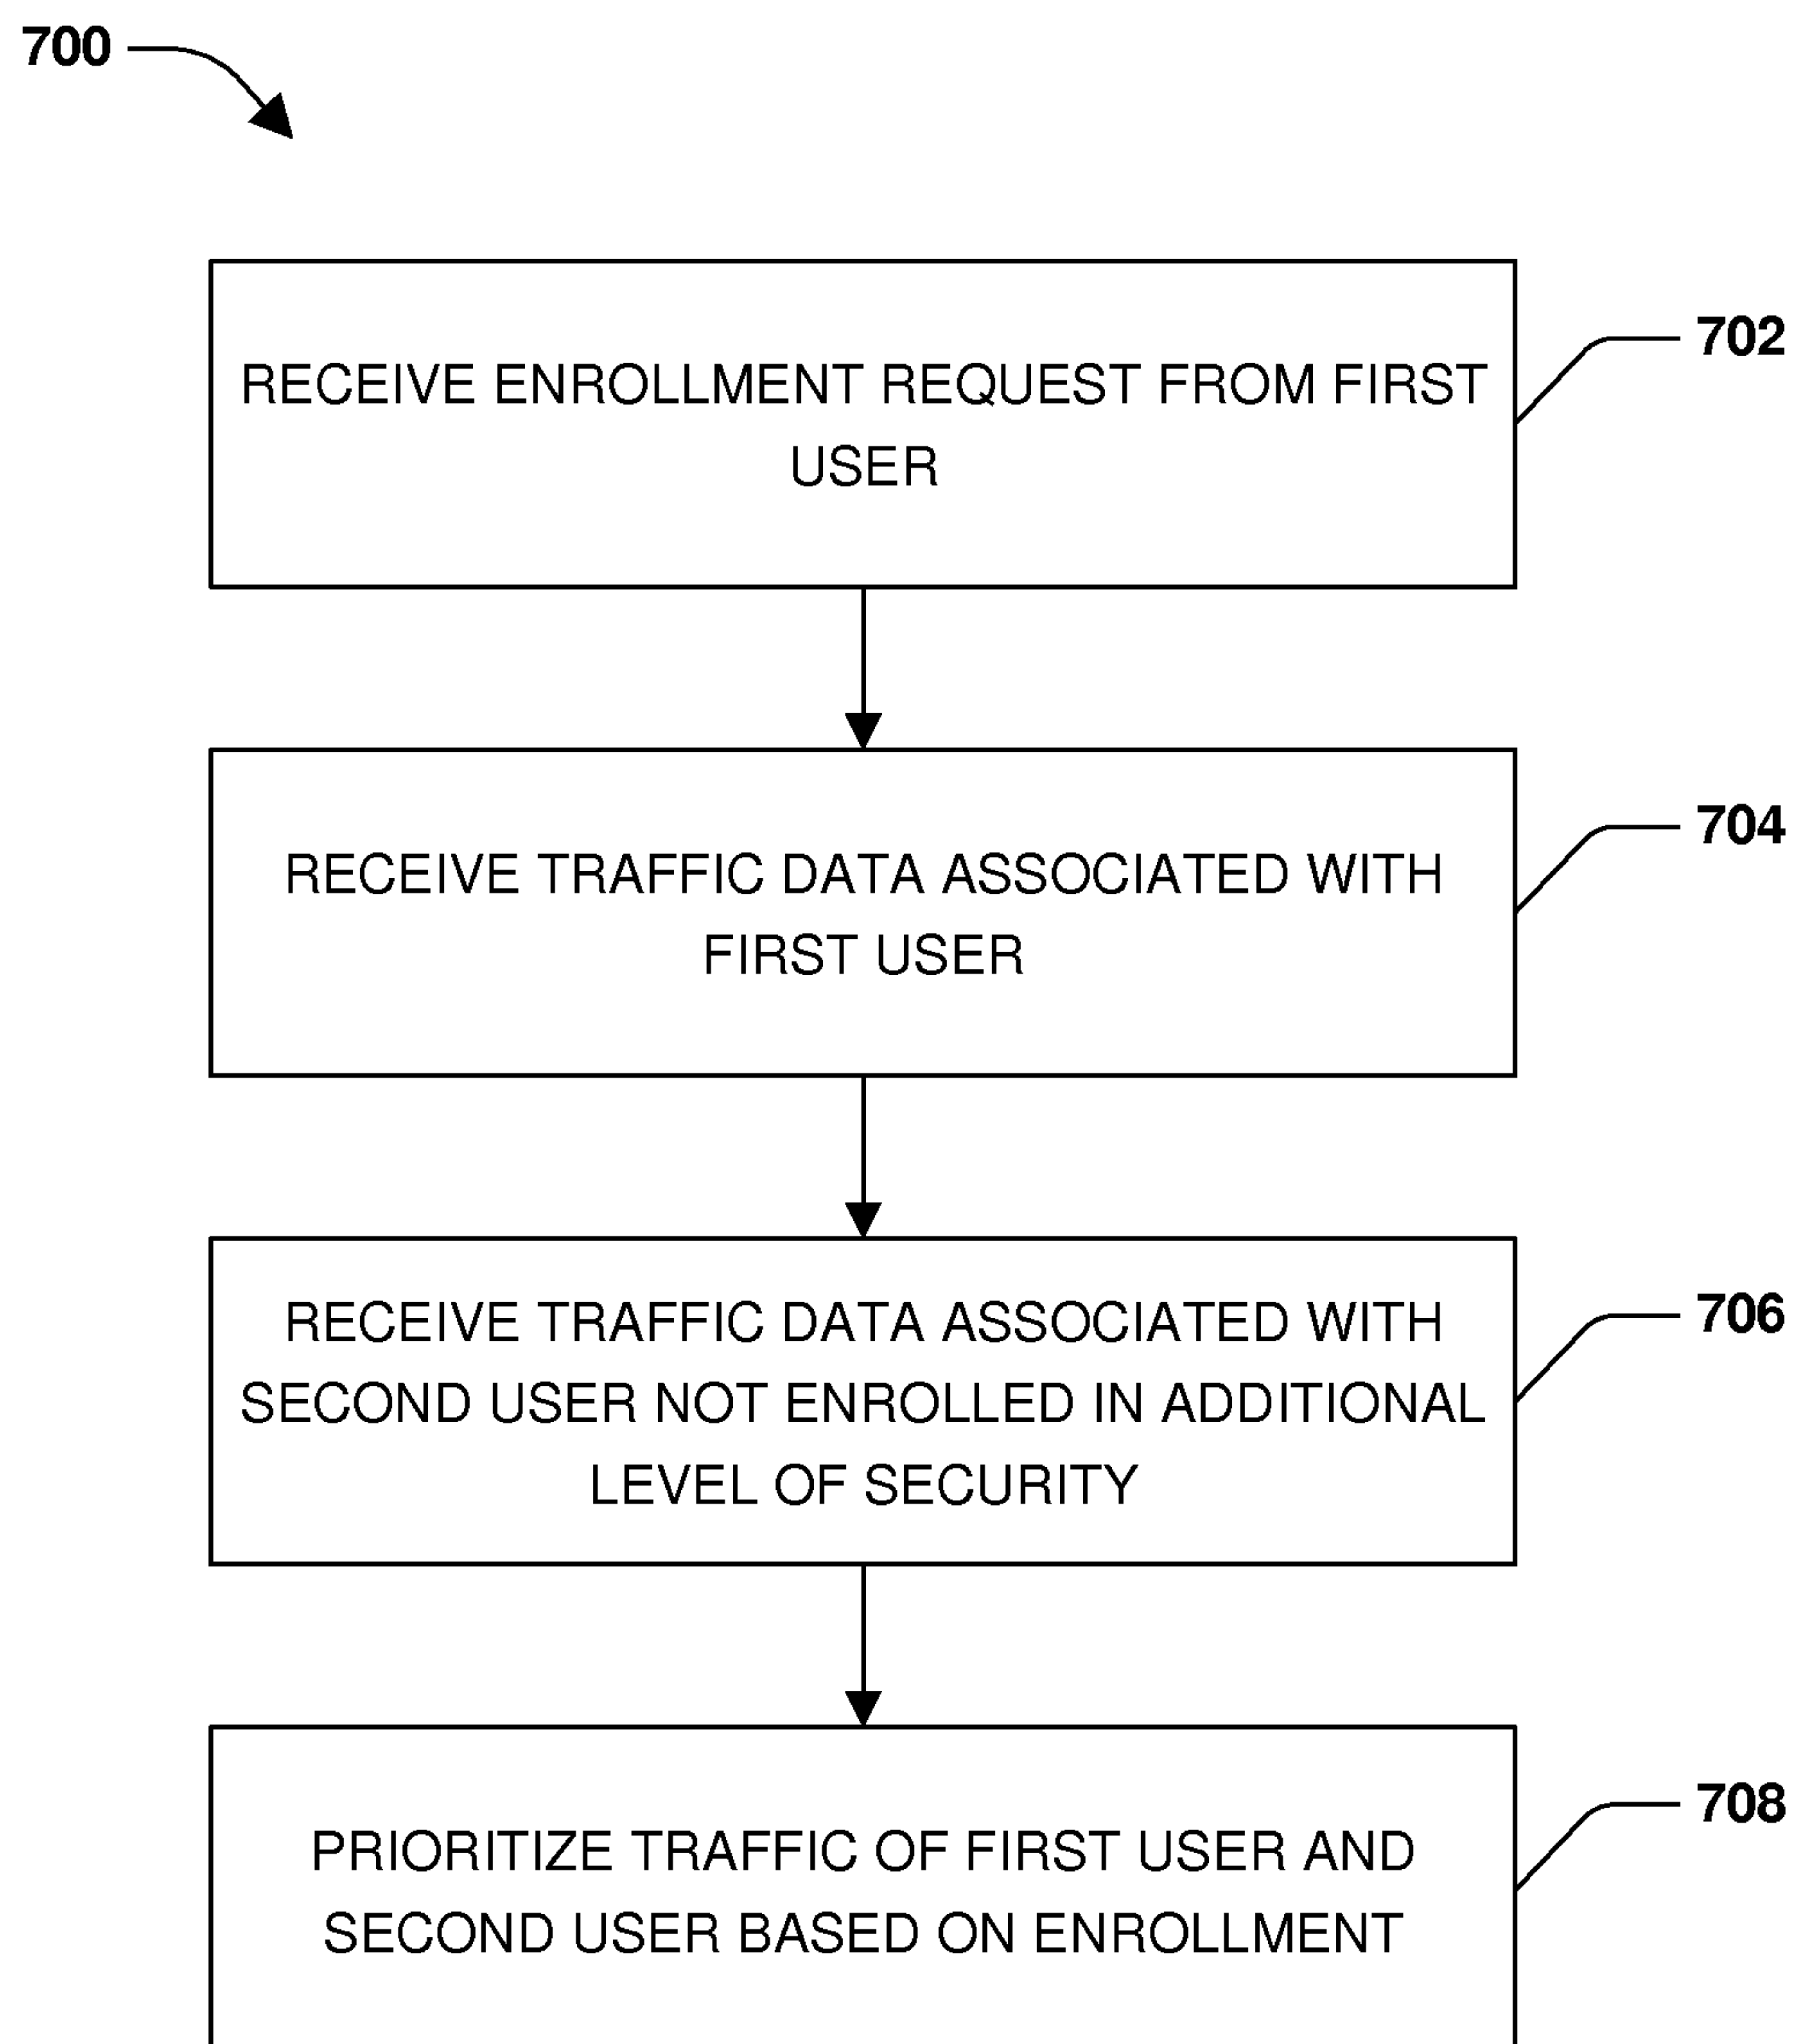 700
702
RECEIVE ENROLLMENT REQUEST FROM FIRST
USER
704
RECEIVE TRAFFIC DATA ASSOCIATED WITH
FIRST USER
706
RECEIVE TRAFFIC DATA ASSOCIATED WITH
SECOND USER NOT ENROLLED IN ADDITIONAL
LEVEL OF SECURITY
708
PRIORITIZE TRAFFIC OF FIRST USER AND
SECOND USER BASED ON ENROLLMENT